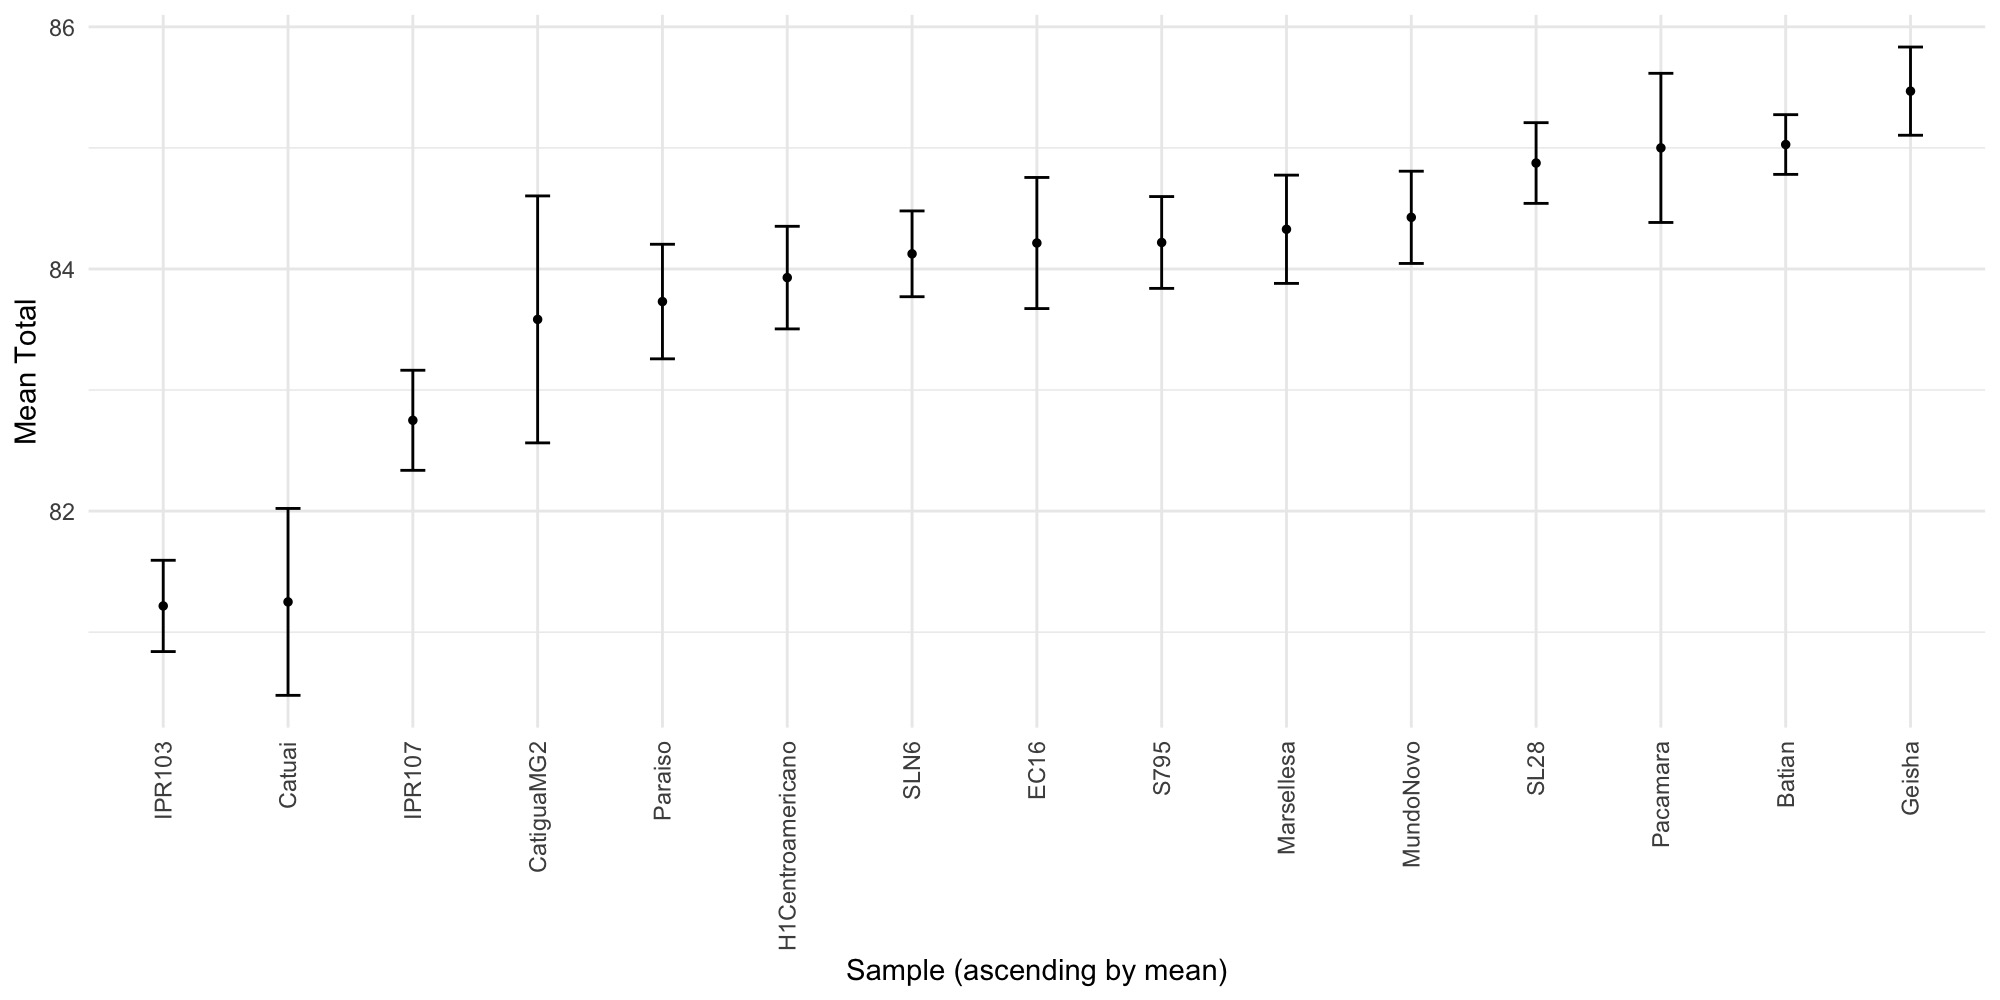 86
84
82
Mean Total
IPR103
Catuai
IPR107
CatiguaMG2
Paraiso
H1Centroamericano
SLN6
EC16
S795
Marsellesa
MundoNovo
SL28
Pacamara
Batian
Geisha
Sample (ascending by mean)